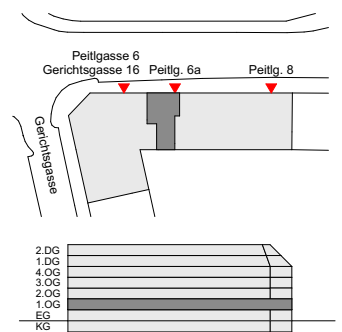 Peitlgasse 6
Gerichtsgasse 16 Peitlg. 6a Peitlg. 8
Gerichtsgasse
2.DG
1.DG
4.OG
3.OG
2.OG
1.OG
EG
KG